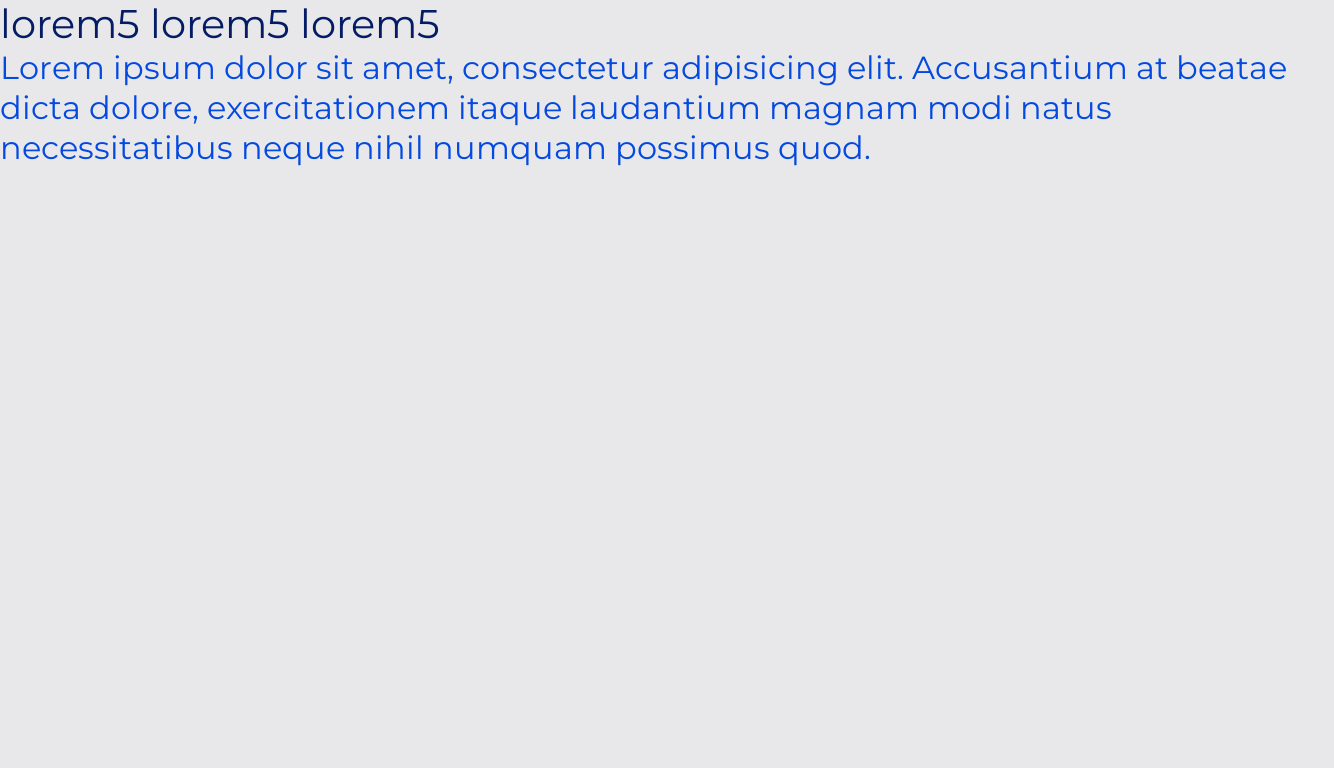 lorem5 lorem5 lorem5
Lorem ipsum dolor sit amet, consectetur adipisicing elit. Accusantium at beatae
dicta dolore, exercitationem itaque laudantium magnam modi natus
necessitatibus neque nihil numquam possimus quod.